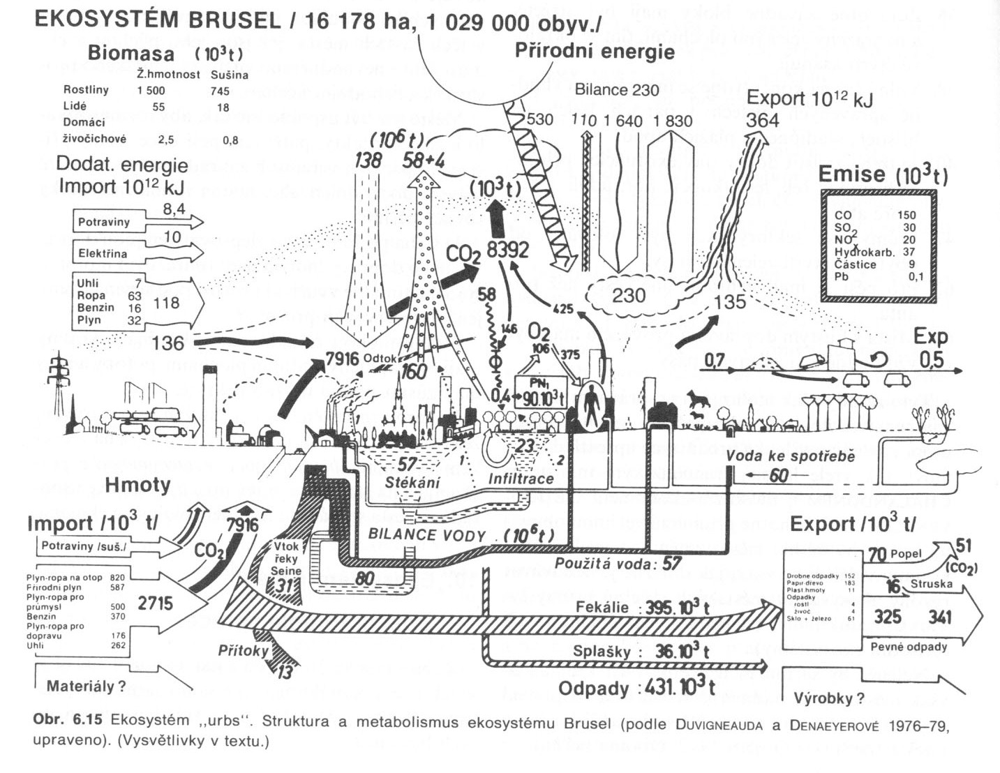 EKOSYSTÉM BRUSEL / 16 178 ha, 1 029 000 obyv./
Biomasa (10³t)
Ž.hmotnost Sušina
Rostliny 1 500 745
Lidé 55 18
Domácí
živočichové 2,5 0,8
Dodat. energie
Import 10¹² kJ
8,4
Potraviny
10
Elektřina
Uhli 7
Ropa 63
Benzin 16
Plyn 32
118
136
Přírodní energie
Bilance 230
530 110 1 640 1 830
Export 10¹² kJ
364
(10⁶t)
138 58+4
(10³t)
CO₂ 8392
230
135
Emise (10³t)
CO 150
SO₂ 30
NOx 20
Hydrokarb. 37
Částice 9
Pb 0,1
58
146
425
O₂
106
375
7916 Odtok
160
0,4
PN₁
90.10³t
0,7
Exp
0,5
57
Stékání
1
23
2
Infiltrace
Voda ke spotřebě
60
BILANCE VODY (10⁶t)
Použitá voda: 57
80
Vtok
řeky
Seine
31
Přítoky
13
Hmoty
Import /10³ t/
Potraviny /suš./
CO₂
7916
Plyn-ropa na otop 820
Přírodní plyn 587
Plyn-ropa pro
průmysl 500
Benzin 370
Plyn-ropa pro
dopravu 176
Uhli 262
2715
Materiály ?
Fekálie : 395.10³ t
Splašky : 36.10³ t
Odpady : 431.10³ t
Export /10³ t/
Drobne odpadky 152
Papir-drevo 183
Plast.hmoty 11
Odpadky
rostl
živoč 4
Sklo + železo 61
70 Popel
51
(CO₂)
16 Struska
325 341
Pevné odpady
Výrobky ?
Obr. 6.15 Ekosystém ,,urbs". Struktura a metabolismus ekosystému Brusel (podle DUVIGNEAUDA a DENAEYEROVÉ 1976–79,
upraveno). (Vysvětlivky v textu.)